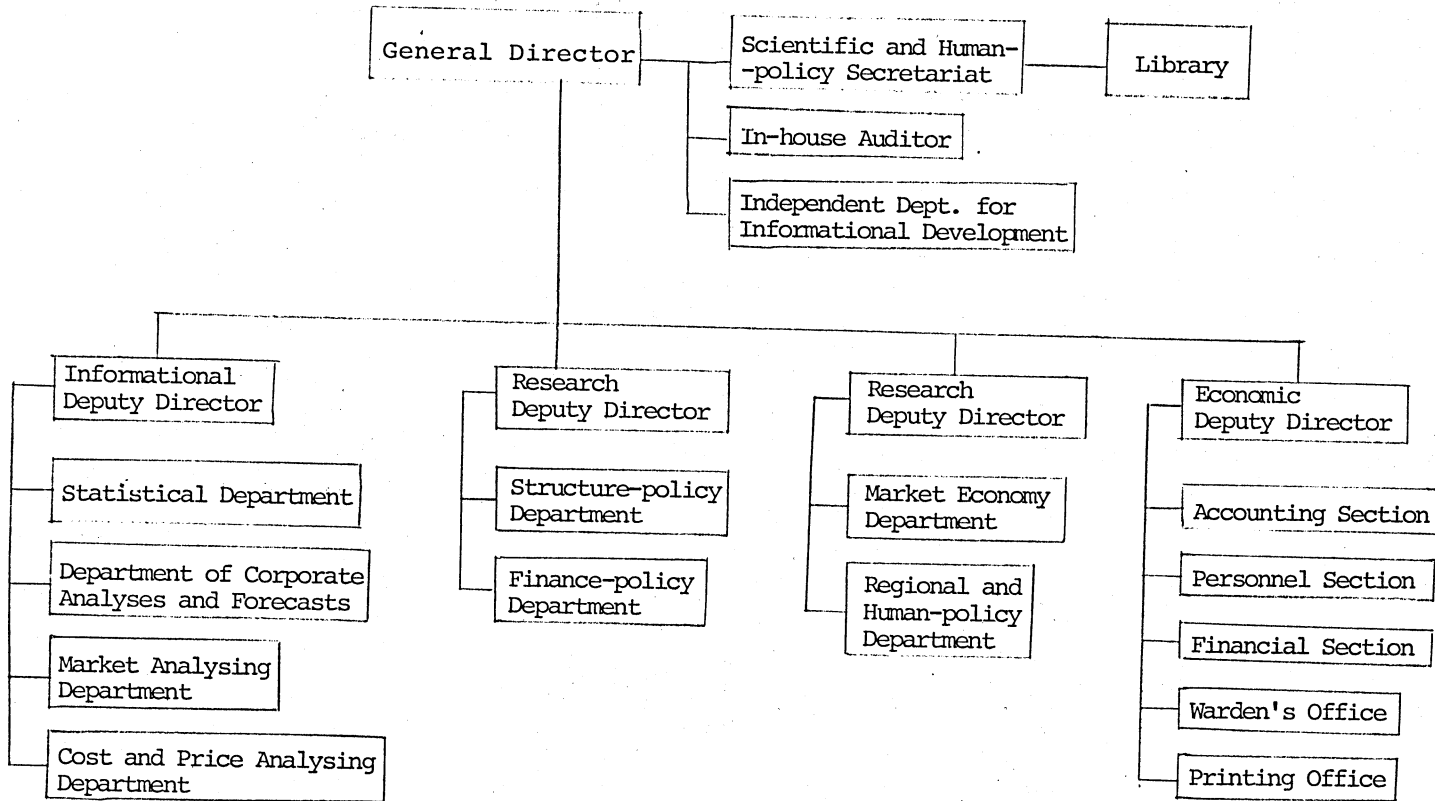 General Director
Scientific and Human-
-policy Secretariat
Library
In-house Auditor
Independent Dept. for
Informational Development
Informational
Deputy Director
Statistical Department
Department of Corporate
Analyses and Forecasts
Market Analysing
Department
Cost and Price Analysing
Department
Research
Deputy Director
Structure-policy
Department
Finance-policy
Department
Research
Deputy Director
Market Economy
Department
Regional and
Human-policy
Department
Economic
Deputy Director
Accounting Section
Personnel Section
Financial Section
Warden's Office
Printing Office